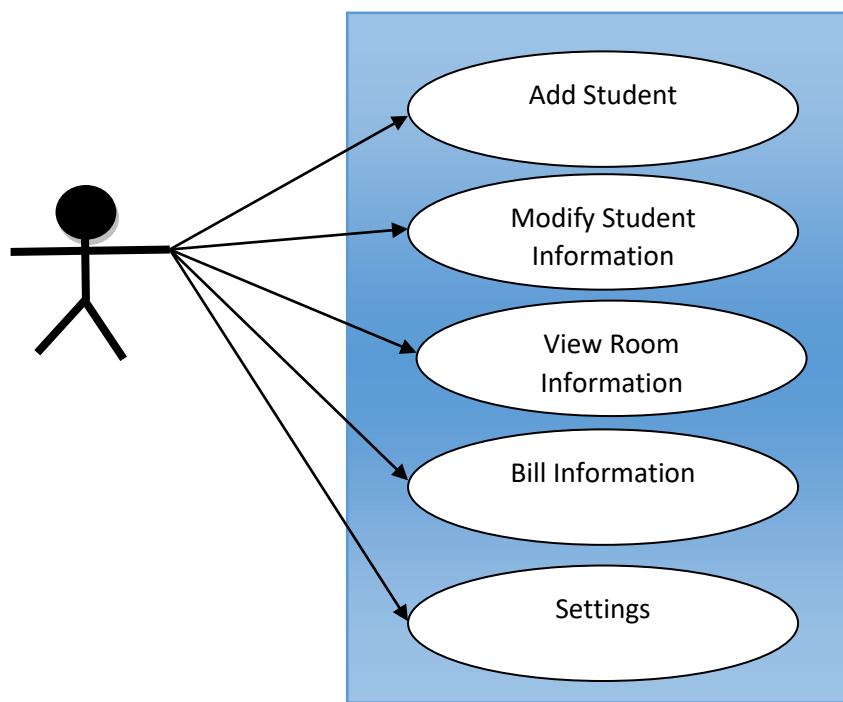 Add Student
Modify Student
Information
View Room
Information
Bill Information
Settings